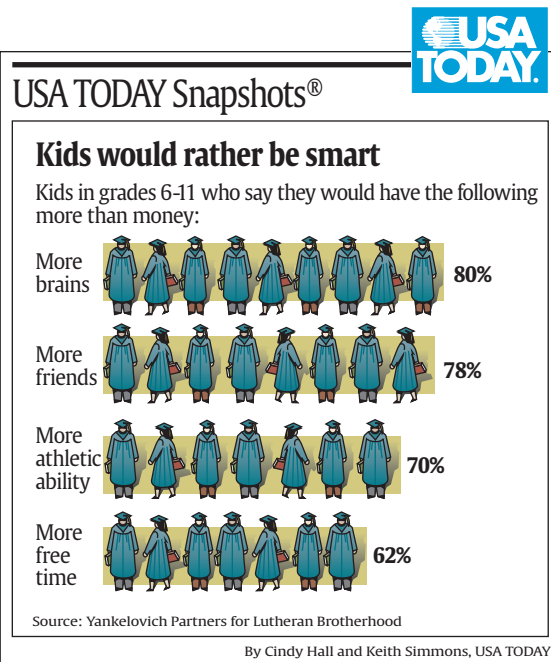 USA
TODAY.
USA TODAY Snapshots®
Kids would rather be smart
Kids in grades 6-11 who say they would have the following
more than money:
More
brains
80%
More
friends
78%
More
athletic
ability
70%
More
free
time
62%
Source: Yankelovich Partners for Lutheran Brotherhood
By Cindy Hall and Keith Simmons, USA TODAY